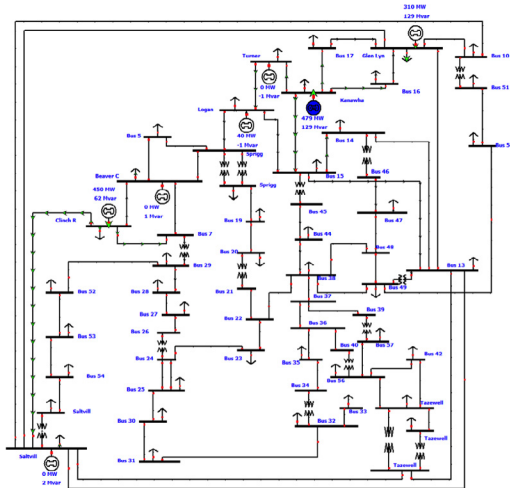 310 MW
129 Mvar
Bus 17
Glen Lyn
Bus 10
Turner
0 MW
-1 Mvar
Kanawha
Bus 16
Bus 51
Logan
479 MW
129 Mvar
40 MW
-1 Mvar
Bus 5
Sprigg
Bus 14
Bus 5
Beaver C
Bus 15
Bus 46
450 MW
62 Mvar
0 MW
1 Mvar
Sprigg
Clinch R
Bus 45
Bus 47
Bus 19
Bus 7
Bus 44
Bus 48
Bus 20
Bus 29
Bus 38
Bus 13
Bus 49
Bus 52
Bus 28
Bus 21
Bus 37
Bus 27
Bus 22
Bus 39
Bus 26
Bus 36
Bus 53
Bus 57
Bus 40
Bus 24
Bus 23
Bus 35
Bus 42
Bus 56
Bus 54
Bus 25
Bus 34
Saltvill
Bus 33
Tazewell
Bus 30
Bus 32
Tazewell
Saltvill
Bus 31
Tazewell
0 MW
2 Mvar